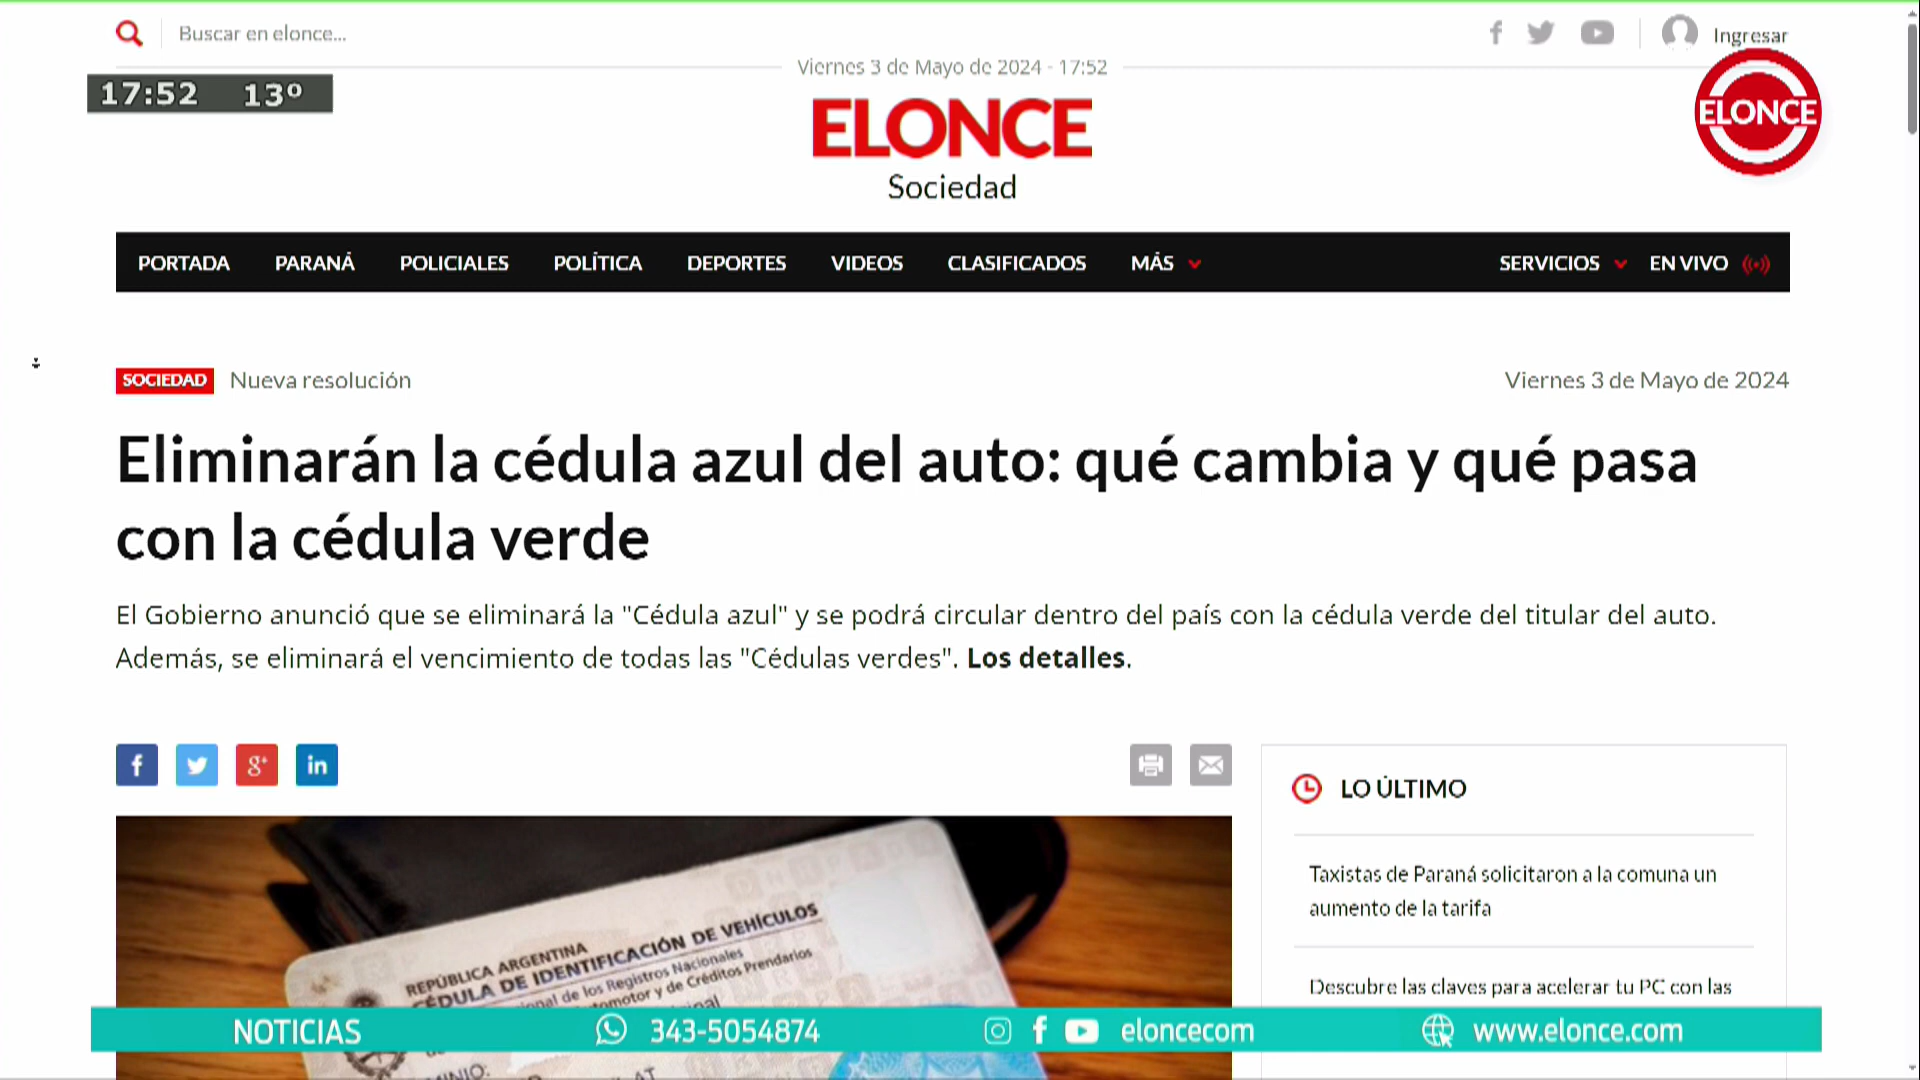 Buscar en elonce...
Ingresar
Viernes 3 de Mayo de 2024 - 17:52
17:52 13º
ELONCE
ELONCE
Sociedad
PORTADA PARANÁ POLICIALES POLÍTICA DEPORTES VIDEOS CLASIFICADOS MÁS SERVICIOS EN VIVO
SOCIEDAD Nueva resolución Viernes 3 de Mayo de 2024
Eliminarán la cédula azul del auto: qué cambia y qué pasa
con la cédula verde
El Gobierno anunció que se eliminará la "Cédula azul" y se podrá circular dentro del país con la cédula verde del titular del auto.
Además, se eliminará el vencimiento de todas las "Cédulas verdes". Los detalles.
LO ÚLTIMO
Taxistas de Paraná solicitaron a la comuna un
aumento de la tarifa
Descubre las claves para acelerar tu PC con las
REPÚBLICA ARGENTINA
CÉDULA DE IDENTIFICACIÓN DE VEHÍCULOS
de los Registros Nacionales
y de Créditos Prendarios
NOTICIAS 343-5054874 eloncecom www.elonce.com